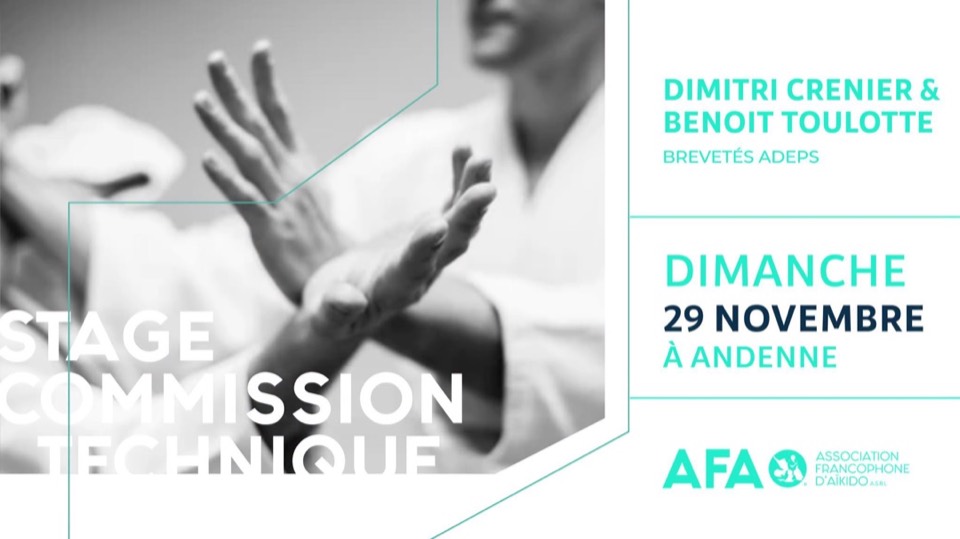 STAGE
COMMISSION
TECHNIQUE
DIMITRI CRENIER &
BENOIT TOULOTTE
BREVETÉS ADEPS
DIMANCHE
29 NOVEMBRE
À ANDENNE
AFA
ASSOCIATION
FRANCOPHONE
D'AÏKIDO A.S.B.L